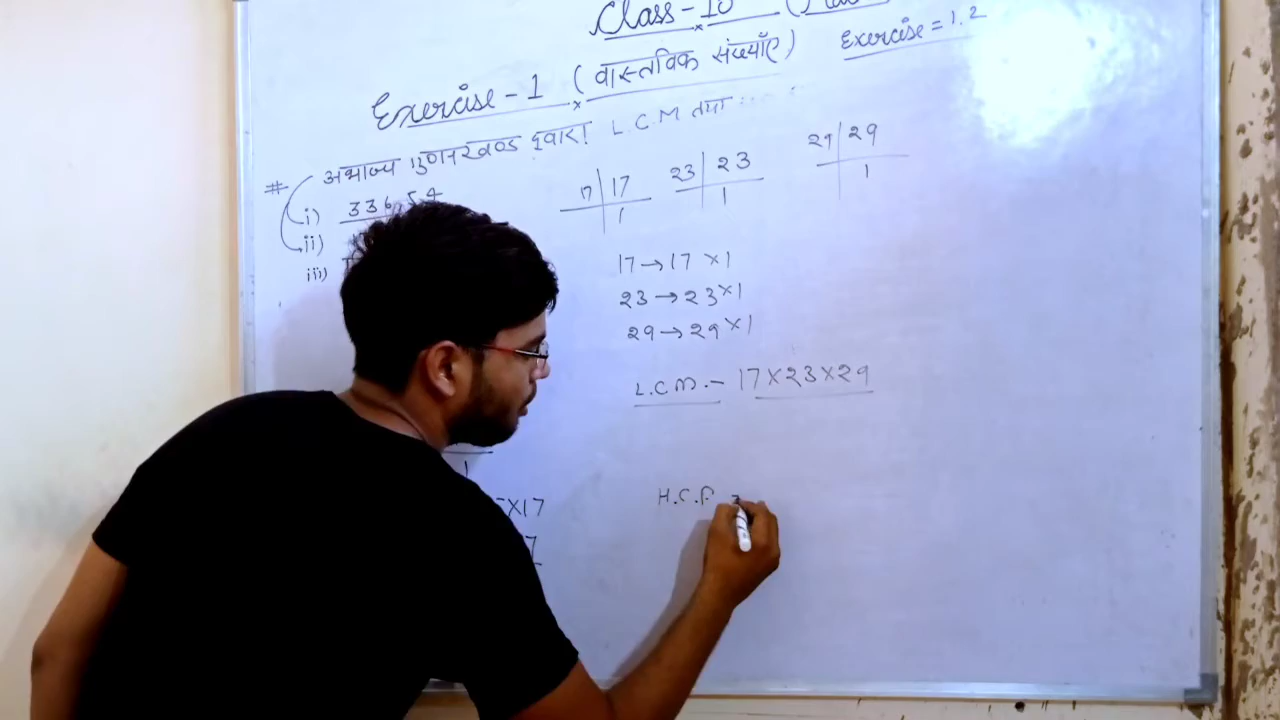 Class - 10
Exercise - 1 (वास्तविक संख्याएँ) Exercise = 1.2
# अभाज्य गुणनखण्ड द्वारा L.C.M तथा
i) 336, 54
ii)
iii)
17 | 17
1
23 | 23
1
29 | 29
1
17 → 17 × 1
23 → 23 × 1
29 → 29 × 1
L.C.M. - 17 × 23 × 29
1
× 17
H.C.F